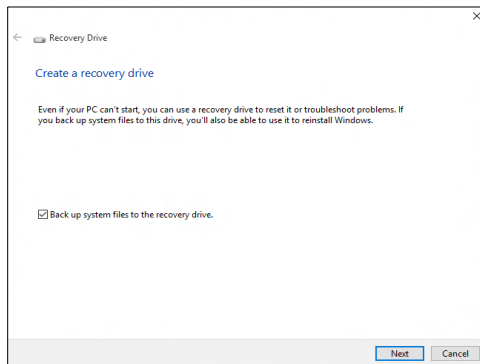 Recovery Drive
Create a recovery drive
Even if your PC can't start, you can use a recovery drive to reset it or troubleshoot problems. If
you back up system files to this drive, you'll also be able to use it to reinstall Windows.
Back up system files to the recovery drive.
Next Cancel